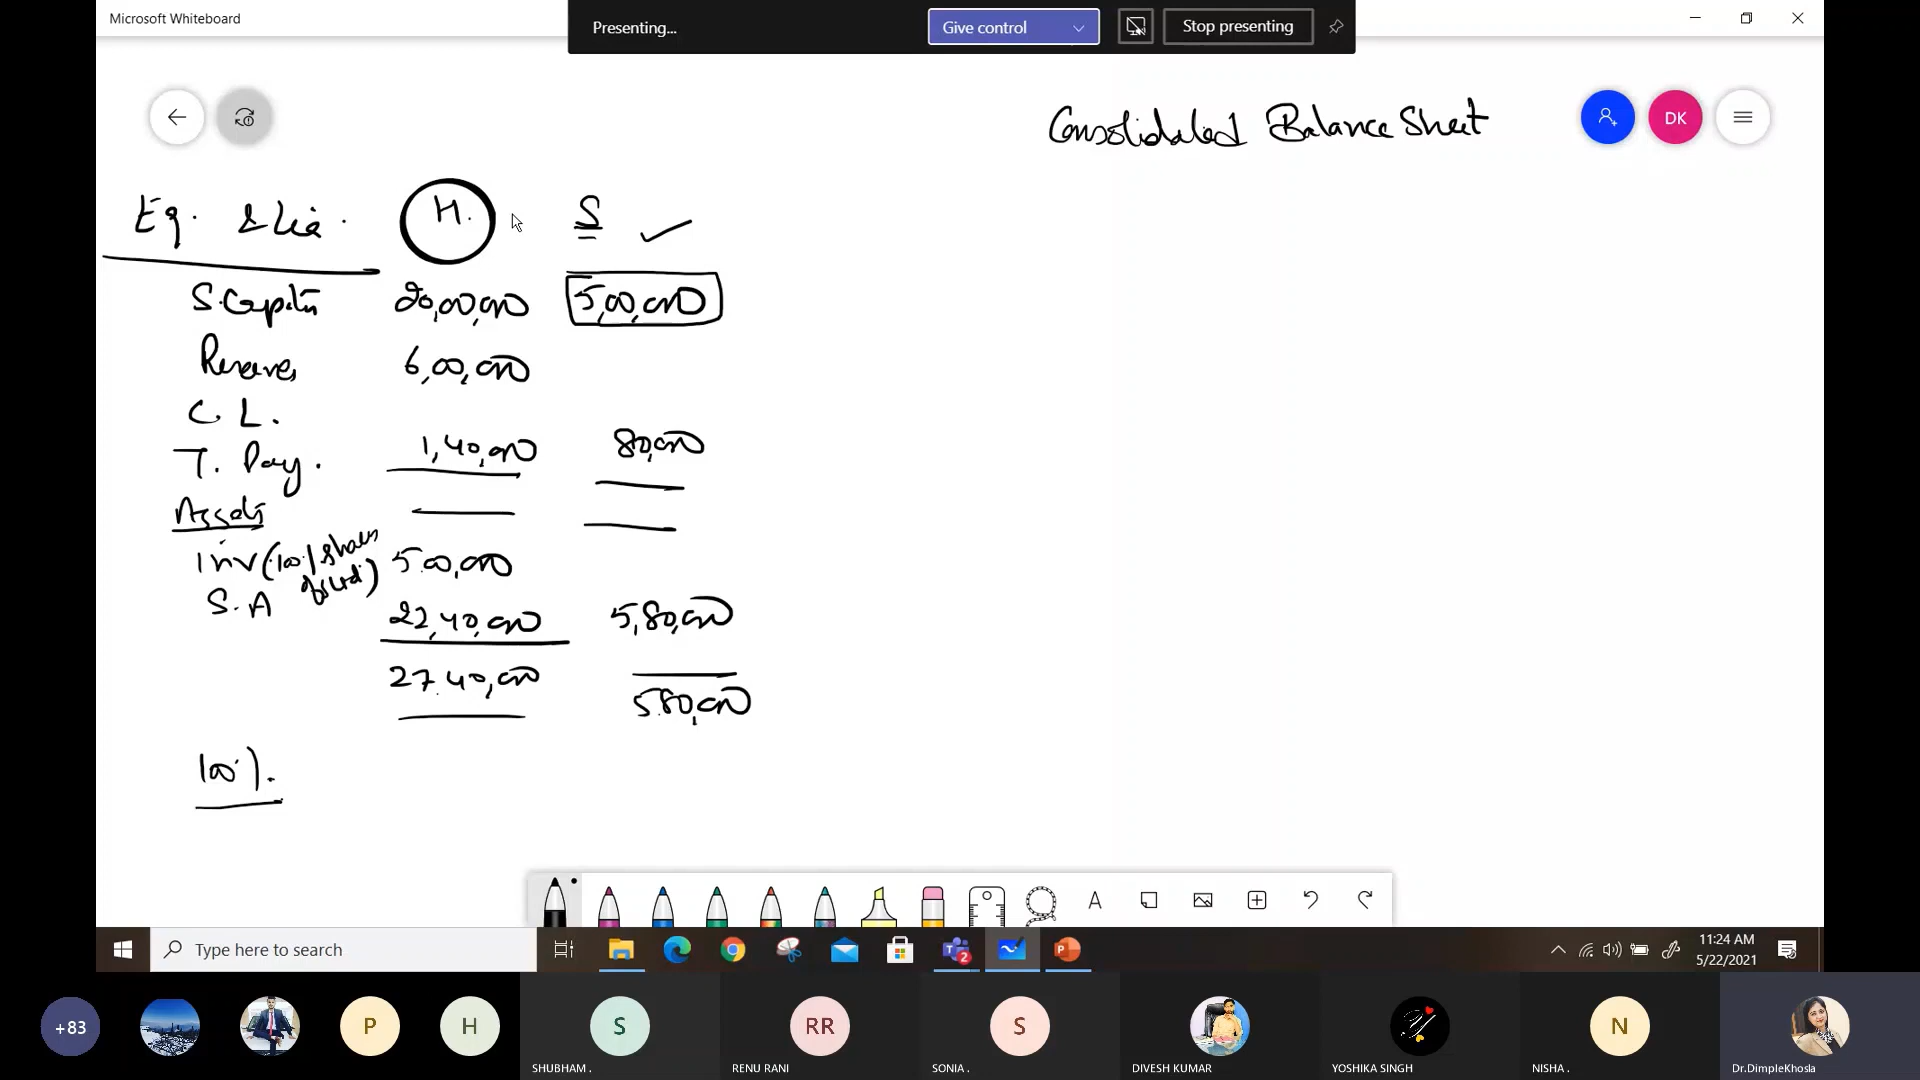 Microsoft Whiteboard
Presenting...
Give control
Stop presenting
Consolidated Balance Sheet
DK
Eq. & Lia. H. S
S. Capital 20,00,000 5,00,000
Reserves 6,00,000
C. L.
T. Pay. 1,40,000 80,000
Assets
Inv (100% shares of S Ltd) 5,00,000
S. A 22,40,000 5,80,000
27,40,000 5,80,000
100%.
A
Type here to search
2
11:24 AM
5/22/2021
+83
P
H
S
RR
S
N
SHUBHAM .
RENU RANI
SONIA .
DIVESH KUMAR
YOSHIKA SINGH
NISHA .
Dr.DimpleKhosla